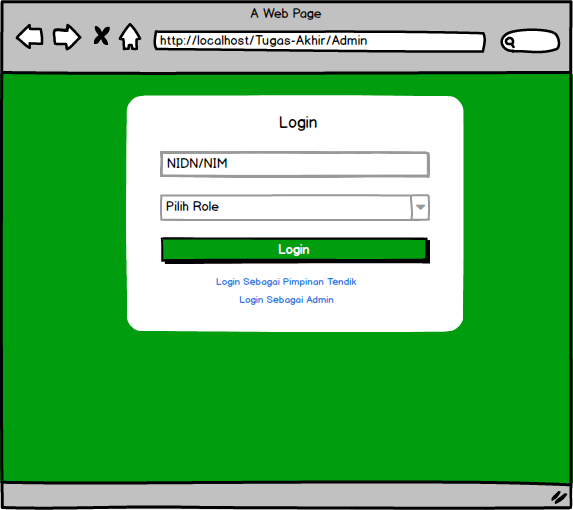 A Web Page
http://localhost/Tugas-Akhir/Admin
Login
NIDN/NIM
Pilih Role
Login
Login Sebagai Pimpinan Tendik
Login Sebagai Admin